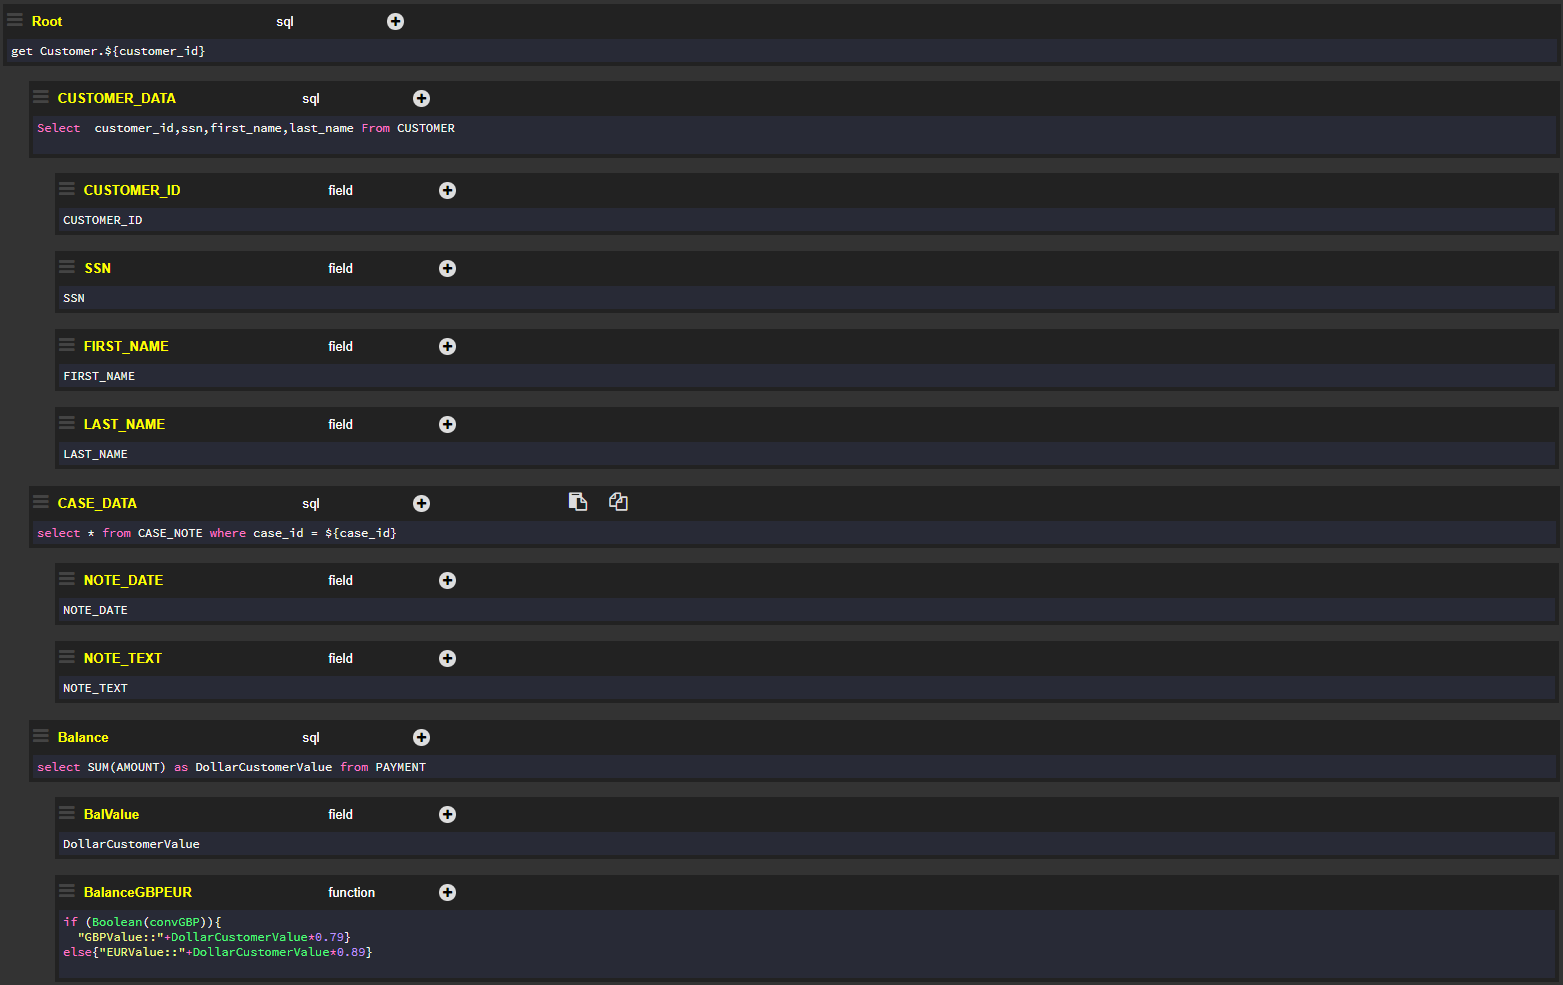 Root sql
get Customer.${customer_id}
CUSTOMER_DATA sql
Select  customer_id,ssn,first_name,last_name From CUSTOMER
CUSTOMER_ID field
CUSTOMER_ID
SSN field
SSN
FIRST_NAME field
FIRST_NAME
LAST_NAME field
LAST_NAME
CASE_DATA sql
select * from CASE_NOTE where case_id = ${case_id}
NOTE_DATE field
NOTE_DATE
NOTE_TEXT field
NOTE_TEXT
Balance sql
select SUM(AMOUNT) as DollarCustomerValue from PAYMENT
BalValue field
DollarCustomerValue
BalanceGBPEUR function
if (Boolean(convGBP)){
"GBPValue::"+DollarCustomerValue*0.79}
else{"EURValue::"+DollarCustomerValue*0.89}